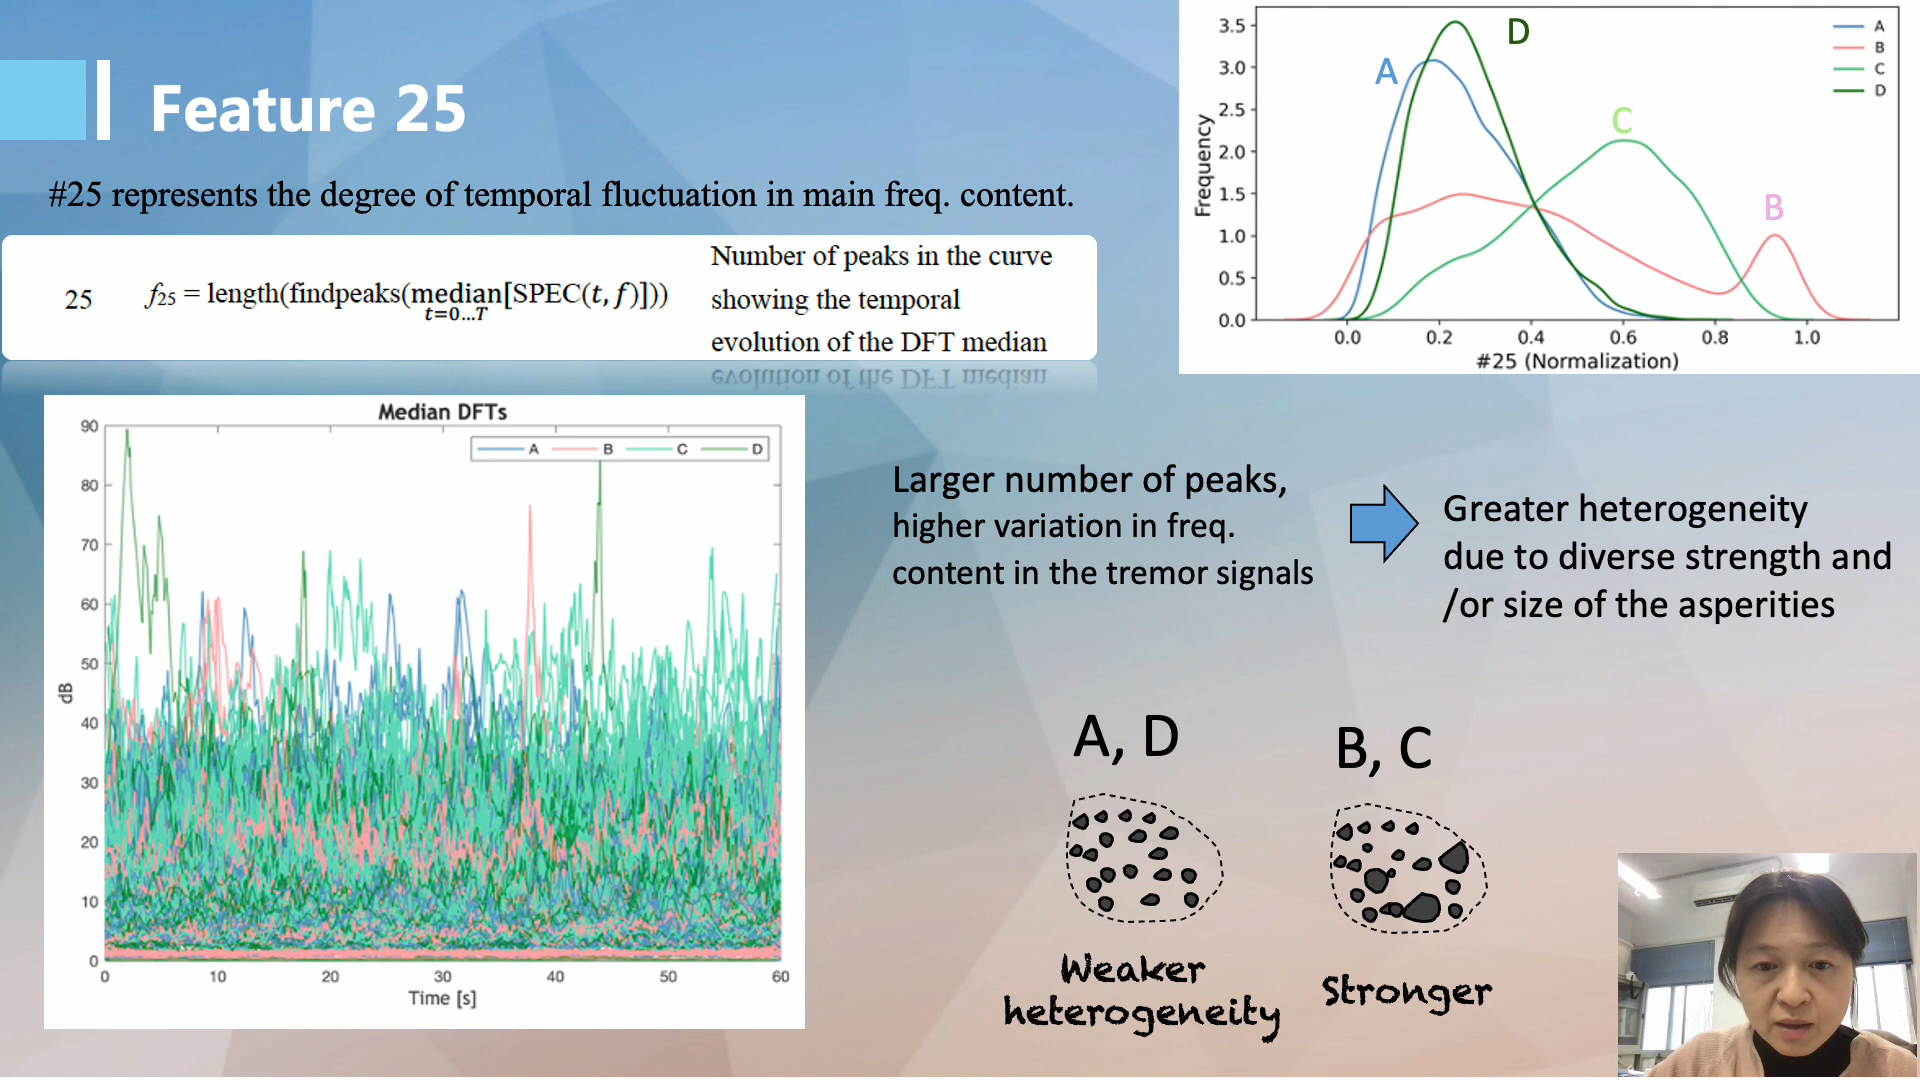 Feature 25
#25 represents the degree of temporal fluctuation in main freq. content.
25
f₂₅ = length(findpeaks(median[SPEC(t, f)]))
t=0…T
Number of peaks in the curve
showing the temporal
evolution of the DFT median
evolution of the DFT median
Median DFTs
A B C D
90
80
70
60
50
40
30
20
10
0
dB
0 10 20 30 40 50 60
Time [s]
A
D
C
B
A
B
C
D
3.5
3.0
2.5
2.0
1.5
1.0
0.5
0.0
Frequency
0.0 0.2 0.4 0.6 0.8 1.0
#25 (Normalization)
Larger number of peaks,
higher variation in freq.
content in the tremor signals
Greater heterogeneity
due to diverse strength and
/or size of the asperities
A, D
B, C
Weaker
heterogeneity
Stronger